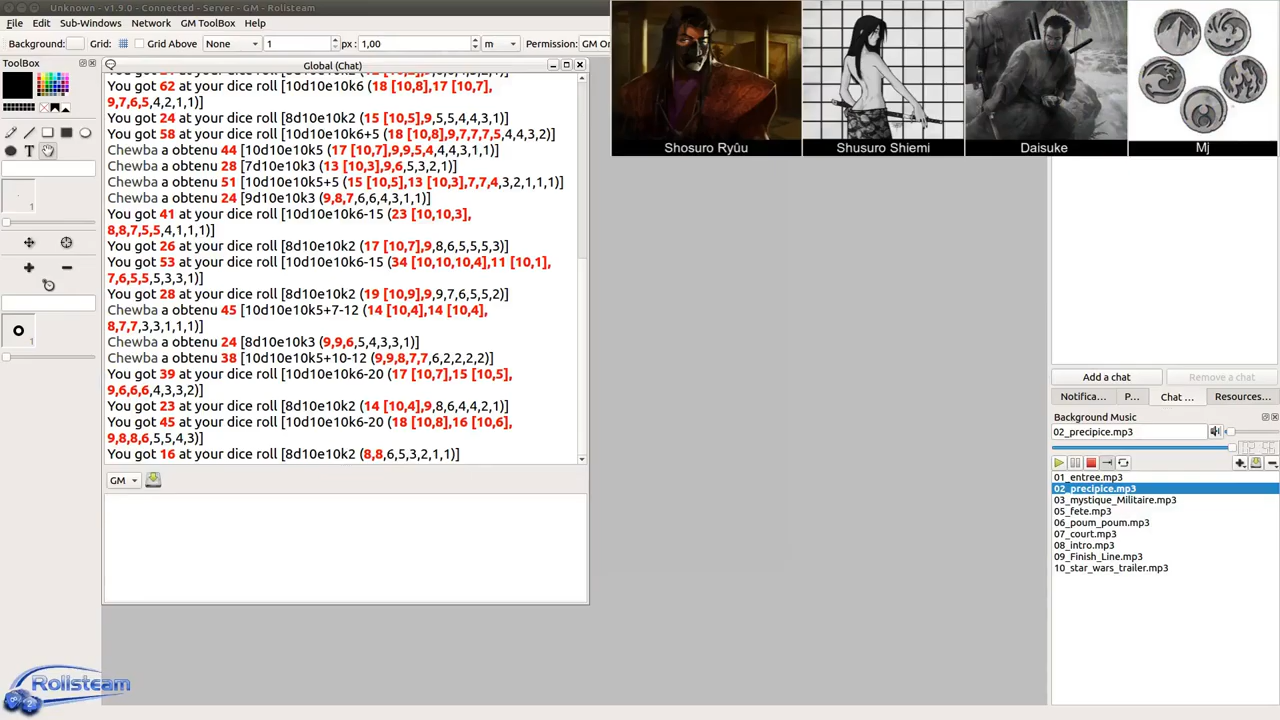 Unknown - v1.9.0 - Connected - Server - GM - Rolisteam
File Edit Sub-Windows Network GM ToolBox Help
Background: Grid: Grid Above None 1 px : 1,00 m Permission: GM On
ToolBox
Global (Chat)
You got 62 at your dice roll [10d10e10k6 (18 [10,8],17 [10,7],
9,7,6,5,4,2,1,1)]
You got 24 at your dice roll [8d10e10k2 (15 [10,5],9,5,5,4,4,3,1)]
You got 58 at your dice roll [10d10e10k6+5 (18 [10,8],9,7,7,7,5,4,4,3,2)]
Chewba a obtenu 44 [10d10e10k5 (17 [10,7],9,9,5,4,4,4,3,1,1)]
Chewba a obtenu 28 [7d10e10k3 (13 [10,3],9,6,5,3,2,1)]
Chewba a obtenu 51 [10d10e10k5+5 (15 [10,5],13 [10,3],7,7,4,3,2,1,1,1)]
Chewba a obtenu 24 [9d10e10k3 (9,8,7,6,6,4,3,1,1)]
You got 41 at your dice roll [10d10e10k6-15 (23 [10,10,3],
8,8,7,5,5,4,1,1,1)]
You got 26 at your dice roll [8d10e10k2 (17 [10,7],9,8,6,5,5,5,3)]
You got 53 at your dice roll [10d10e10k6-15 (34 [10,10,10,4],11 [10,1],
7,6,5,5,5,3,3,1)]
You got 28 at your dice roll [8d10e10k2 (19 [10,9],9,9,7,6,5,5,2)]
Chewba a obtenu 45 [10d10e10k5+7-12 (14 [10,4],14 [10,4],
8,7,7,3,3,1,1,1)]
Chewba a obtenu 24 [8d10e10k3 (9,9,6,5,4,3,3,1)]
Chewba a obtenu 38 [10d10e10k5+10-12 (9,9,8,7,7,6,2,2,2,2)]
You got 39 at your dice roll [10d10e10k6-20 (17 [10,7],15 [10,5],
9,6,6,6,4,3,3,2)]
You got 23 at your dice roll [8d10e10k2 (14 [10,4],9,8,6,4,4,2,1)]
You got 45 at your dice roll [10d10e10k6-20 (18 [10,8],16 [10,6],
9,8,8,6,5,5,4,3)]
You got 16 at your dice roll [8d10e10k2 (8,8,6,5,3,2,1,1)]
GM
1
1
Rolisteam
Shosuro Ryûu
Shusuro Shiemi
Daisuke
Mj
Add a chat
Remove a chat
Notifica... P... Chat ... Resources...
Background Music
02_precipice.mp3
01_entree.mp3
02_precipice.mp3
03_mystique_Militaire.mp3
05_fete.mp3
06_poum_poum.mp3
07_court.mp3
08_intro.mp3
09_Finish_Line.mp3
10_star_wars_trailer.mp3